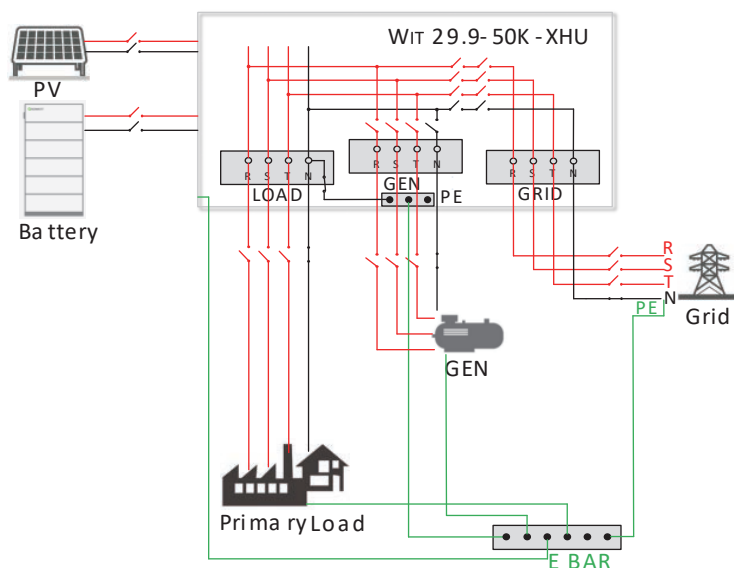 WIT 29.9-50K-XHU
PV
R S T N
LOAD
R S T N
GEN
PE
R S T N
GRID
Battery
R
S
T
N
PE
Grid
GEN
Primary Load
E BAR